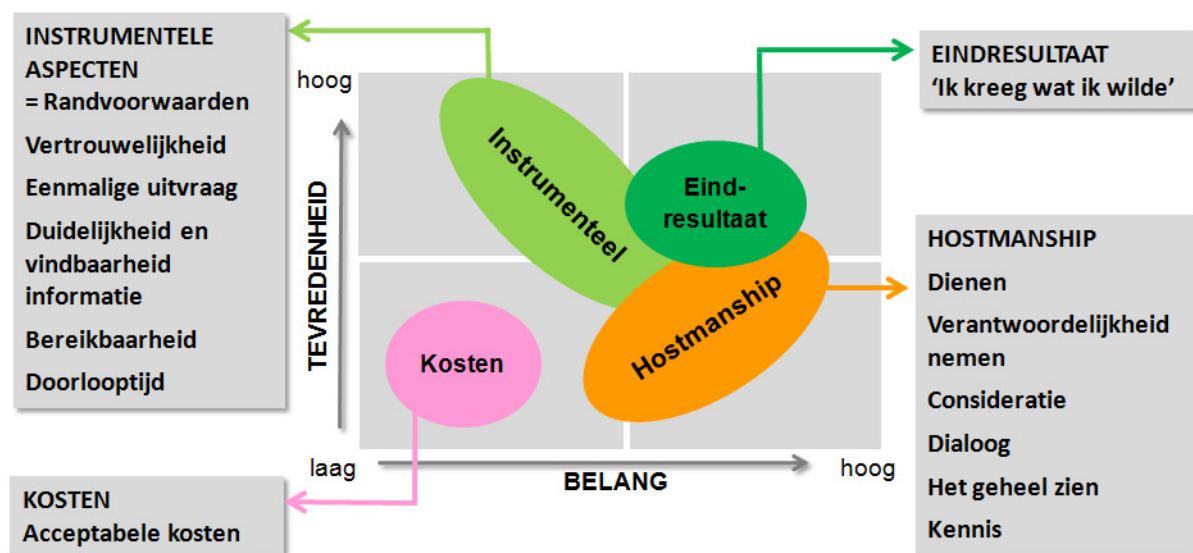 INSTRUMENTELE
ASPECTEN
= Randvoorwaarden
Vertrouwelijkheid
Eenmalige uitvraag
Duidelijkheid en
vindbaarheid
informatie
Bereikbaarheid
Doorlooptijd
KOSTEN
Acceptabele kosten
hoog
TEVREDENHEID
laag
BELANG
hoog
Instrumenteel
Eind-
resultaat
Hostmanship
Kosten
EINDRESULTAAT
‘Ik kreeg wat ik wilde’
HOSTMANSHIP
Dienen
Verantwoordelijkheid
nemen
Consideratie
Dialoog
Het geheel zien
Kennis